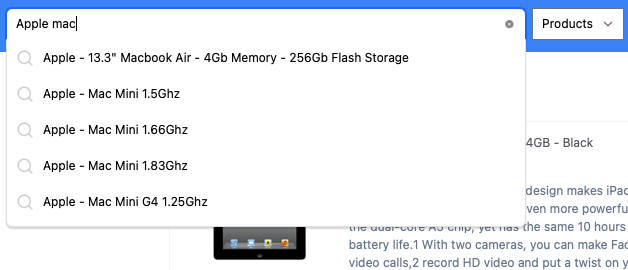 Apple mac
Products
Apple - 13.3" Macbook Air - 4Gb Memory - 256Gb Flash Storage
Apple - Mac Mini 1.5Ghz
Apple - Mac Mini 1.66Ghz
4GB - Black
Apple - Mac Mini 1.83Ghz
design makes iPad
Apple - Mac Mini G4 1.25Ghz
ven more powerfu
the dual-core A5 chip, yet has the same 10 hours
battery life.1 With two cameras, you can make Fac
video calls,2 record HD video and put a twist on y